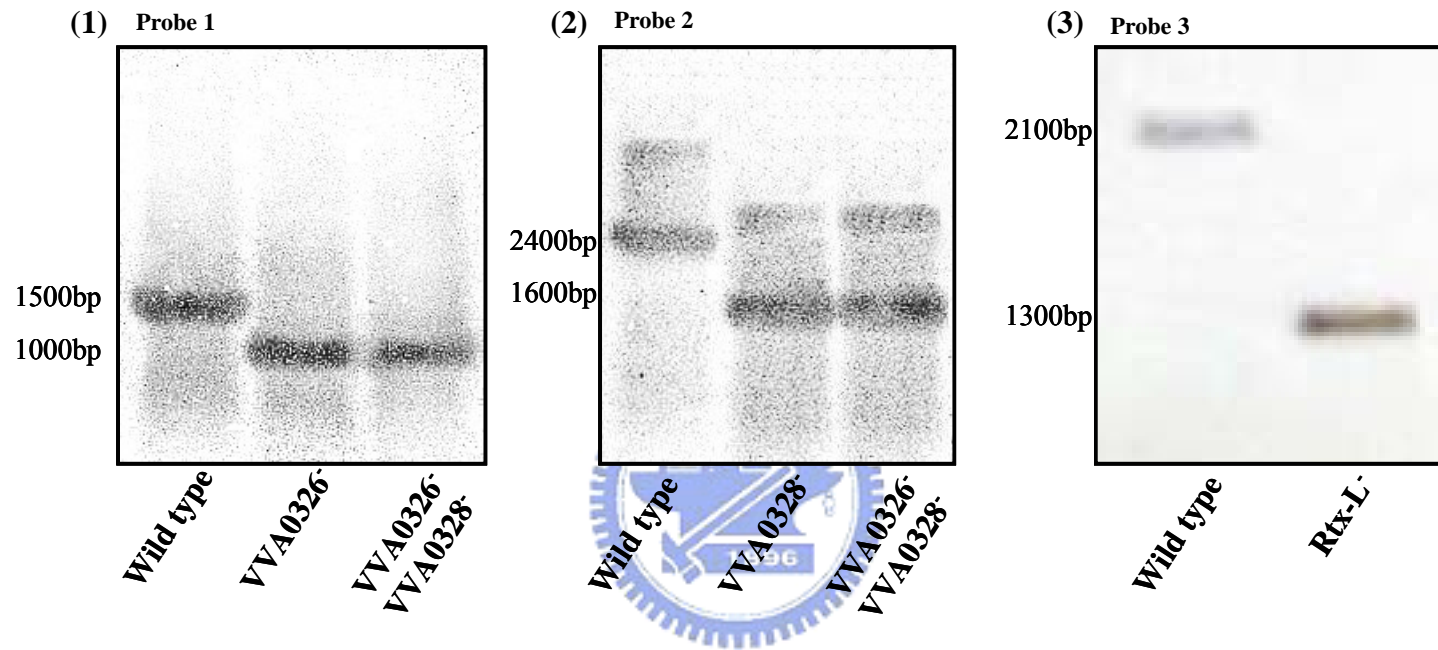 (1) Probe 1
(2) Probe 2
(3) Probe 3
1500bp
1000bp
2400bp
1600bp
2100bp
1300bp
Wild type
VVA0326-
VVA0326-
VVA0328-
Wild type
VVA0328-
VVA0326-
VVA0328-
Wild type
Rtx-L-
1996